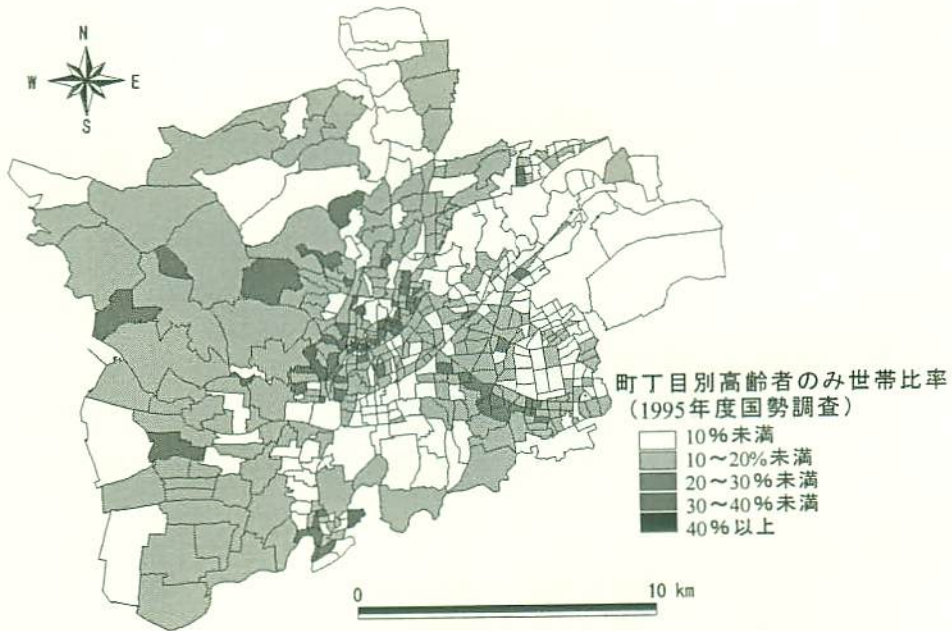 N
W E
S
町丁目別高齢者のみ世帯比率
(1995年度国勢調査)
10%未満
10～20%未満
20～30%未満
30～40%未満
40%以上
0 10 km